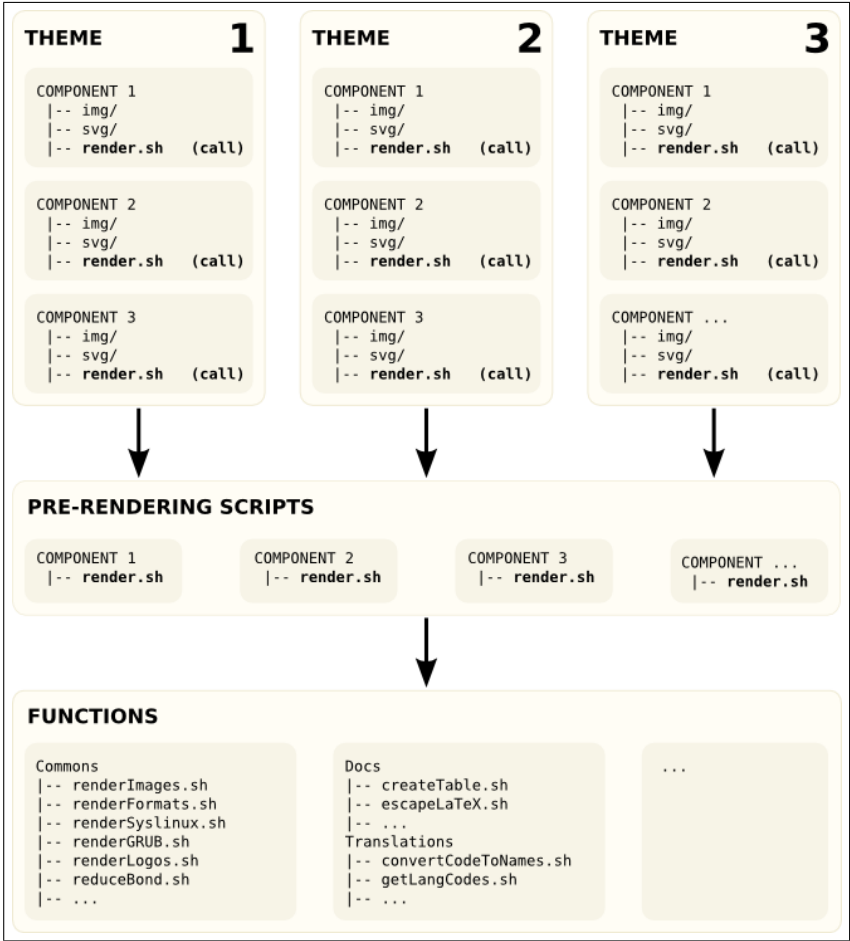 THEME 1
COMPONENT 1
|-- img/
|-- svg/
|-- render.sh (call)
COMPONENT 2
|-- img/
|-- svg/
|-- render.sh (call)
COMPONENT 3
|-- img/
|-- svg/
|-- render.sh (call)
THEME 2
COMPONENT 1
|-- img/
|-- svg/
|-- render.sh (call)
COMPONENT 2
|-- img/
|-- svg/
|-- render.sh (call)
COMPONENT 3
|-- img/
|-- svg/
|-- render.sh (call)
THEME 3
COMPONENT 1
|-- img/
|-- svg/
|-- render.sh (call)
COMPONENT 2
|-- img/
|-- svg/
|-- render.sh (call)
COMPONENT ...
|-- img/
|-- svg/
|-- render.sh (call)
PRE-RENDERING SCRIPTS
COMPONENT 1
|-- render.sh
COMPONENT 2
|-- render.sh
COMPONENT 3
|-- render.sh
COMPONENT ...
|-- render.sh
FUNCTIONS
Commons
|-- renderImages.sh
|-- renderFormats.sh
|-- renderSyslinux.sh
|-- renderGRUB.sh
|-- renderLogos.sh
|-- reduceBond.sh
|-- ...
Docs
|-- createTable.sh
|-- escapeLaTeX.sh
|-- ...
Translations
|-- convertCodeToNames.sh
|-- getLangCodes.sh
|-- ...
...